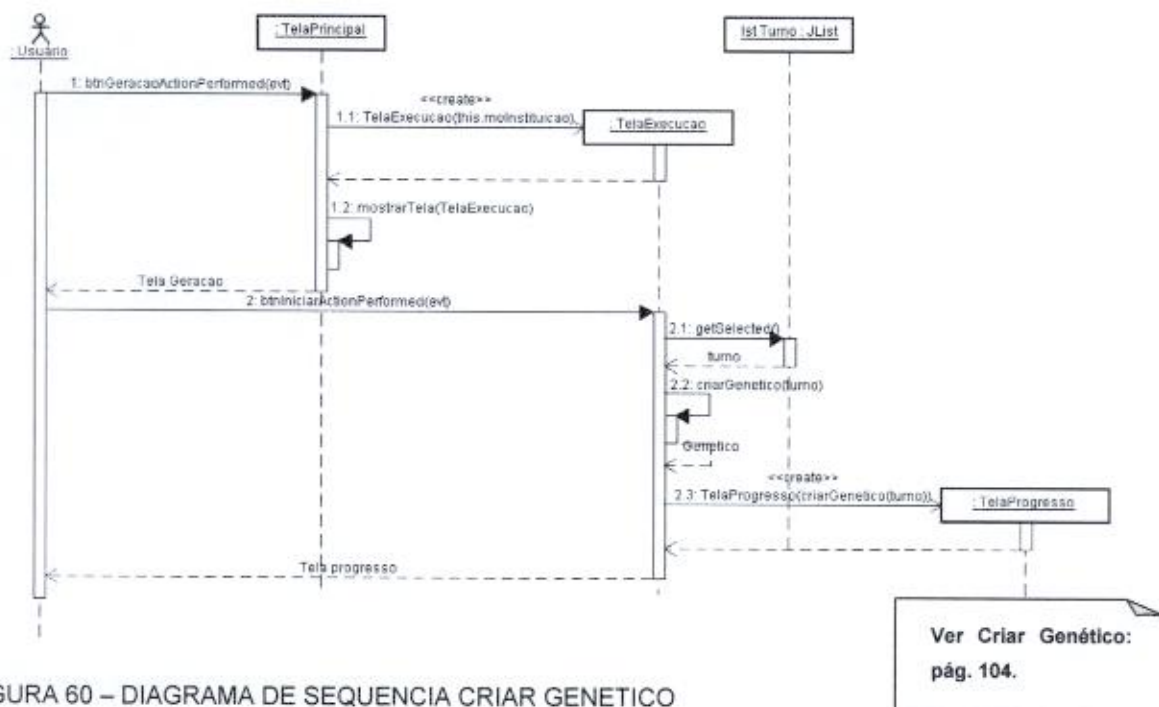 : Usuário
: TelaPrincipal
lst Turno : JList
1: btnGeracaoActionPerformed(evt)
<<create>>
1.1: TelaExecucao(this.moInstituicao)
: TelaExecucao
1.2: mostrarTela(TelaExecucao)
Tela Geracao
2: btnIniciarActionPerformed(evt)
2.1: getSelected()
turno
2.2: criarGenetico(turno)
Genetico
<<create>>
2.3: TelaProgresso(criarGenetico(turno))
: TelaProgresso
Tela progresso
Ver Criar Genético:
pág. 104.
GURA 60 – DIAGRAMA DE SEQUENCIA CRIAR GENETICO